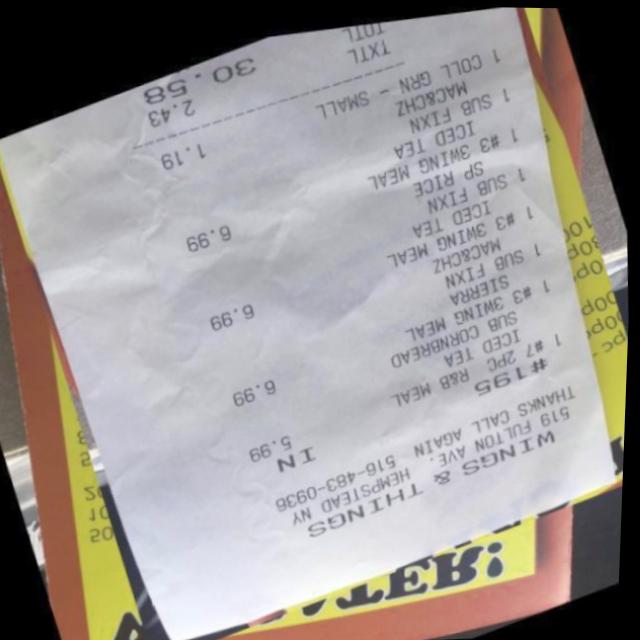 WINGS & THINGS
519 FULTON AVE. HEMPSTEAD NY
THANKS CALL AGAIN 516-483-0936
#195 IN
1 #7 2PC R&B MEAL 5.99
ICED TEA
SUB CORNBREAD
1 #3 3WING MEAL 6.99
SIERRA
1 SUB FIXN
MAC&CHZ
1 #3 3WING MEAL 6.99
ICED TEA
1 SUB FIXN
SP RICE
1 #3 3WING MEAL 6.99
ICED TEA
1 SUB FIXN
MAC&CHZ
1 COLL GRN - SMALL 1.19
TXTL 2.43
TOTL 30.58